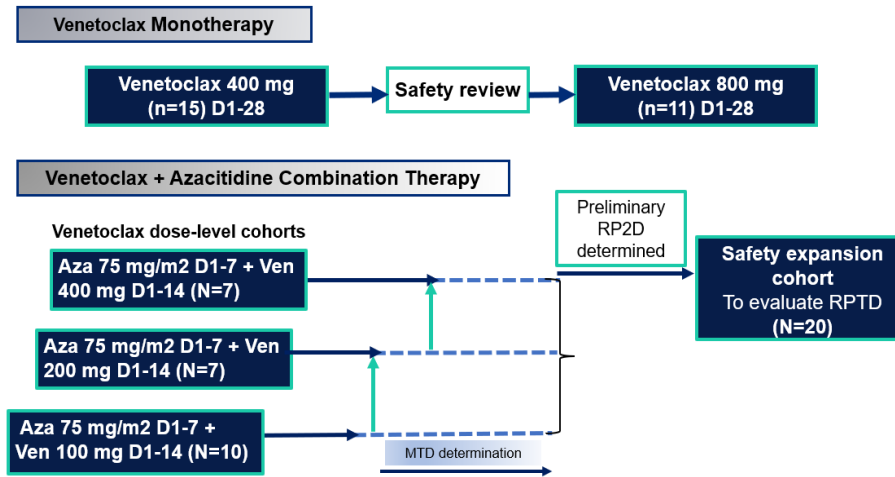 Venetoclax Monotherapy
Venetoclax 400 mg
(n=15) D1-28
Safety review
Venetoclax 800 mg
(n=11) D1-28
Venetoclax + Azacitidine Combination Therapy
Venetoclax dose-level cohorts
Aza 75 mg/m2 D1-7 + Ven
400 mg D1-14 (N=7)
Aza 75 mg/m2 D1-7 + Ven
200 mg D1-14 (N=7)
Aza 75 mg/m2 D1-7 +
Ven 100 mg D1-14 (N=10)
MTD determination
Preliminary
RP2D
determined
Safety expansion
cohort
To evaluate RPTD
(N=20)